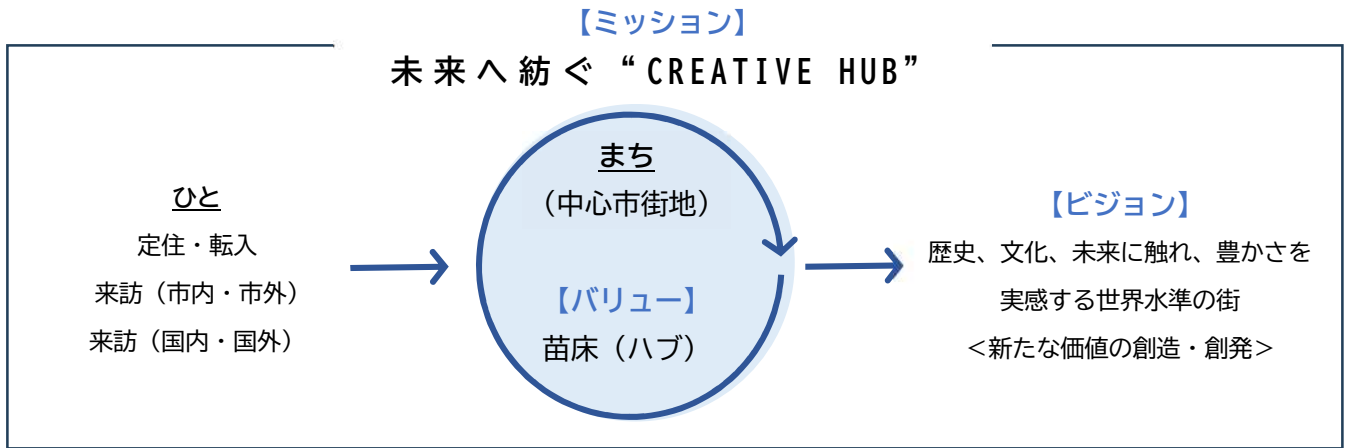 【ミッション】
未来へ紡ぐ“CREATIVE HUB”
ひと
定住・転入
来訪（市内・市外）
来訪（国内・国外）
まち
（中心市街地）
【バリュー】
苗床（ハブ）
【ビジョン】
歴史、文化、未来に触れ、豊かさを
実感する世界水準の街
＜新たな価値の創造・創発＞